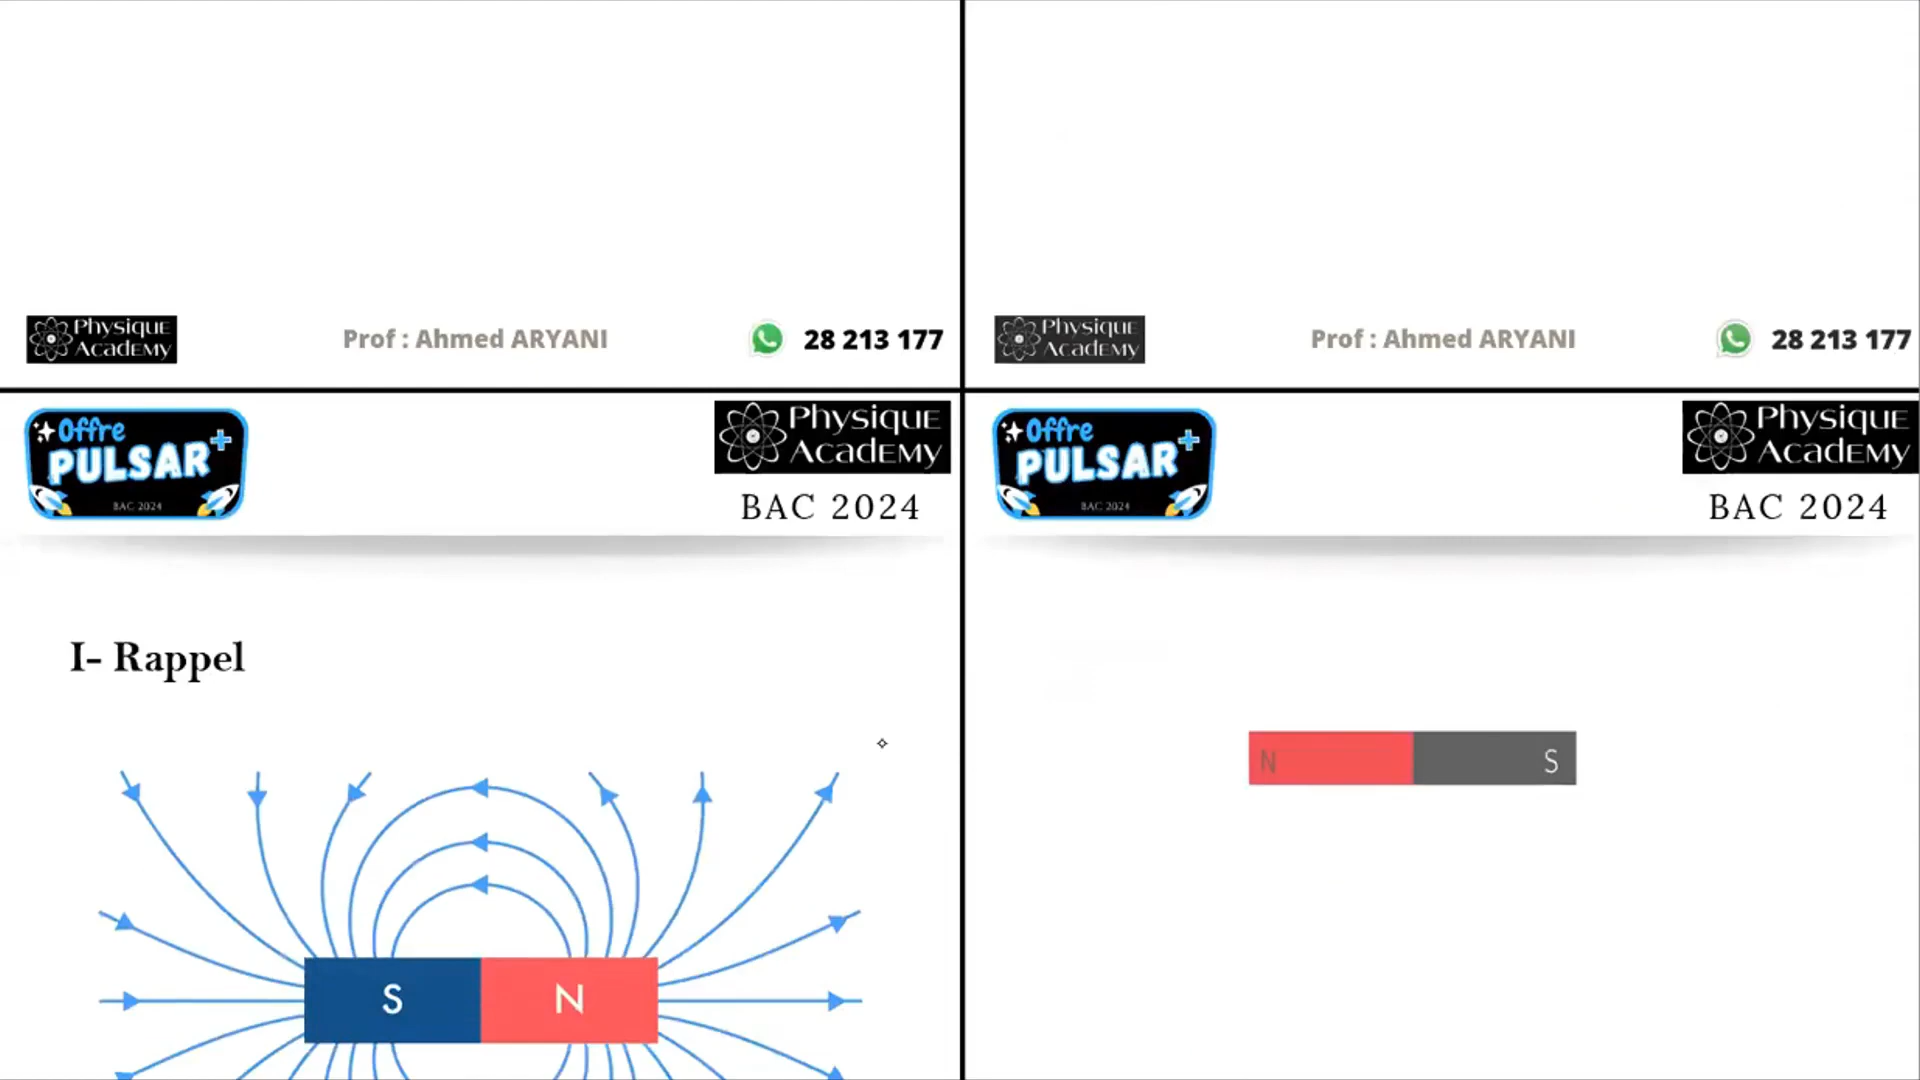 Physique
Academy
Prof : Ahmed ARYANI
28 213 177
Physique
Academy
Prof : Ahmed ARYANI
28 213 177
Offre
PULSAR+
BAC 2024
Physique
Academy
BAC 2024
I- Rappel
S N
Offre
PULSAR+
BAC 2024
Physique
Academy
BAC 2024
N S